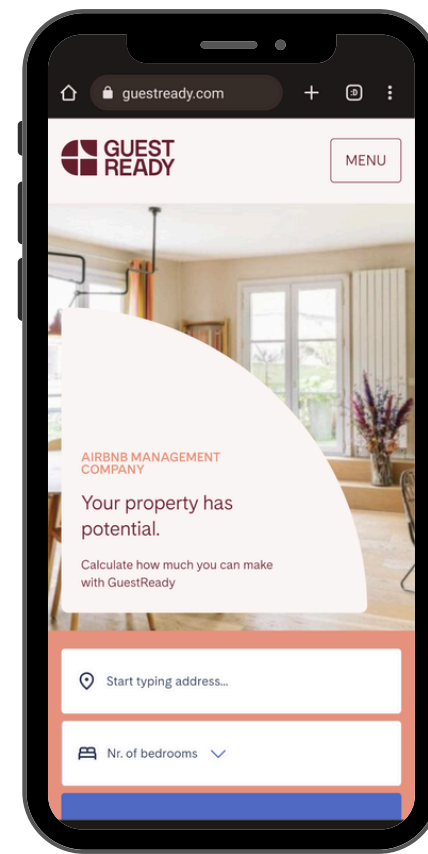 guestready.com
GUEST
READY
MENU
AIRBNB MANAGEMENT
COMPANY
Your property has
potential.
Calculate how much you can make
with GuestReady
Start typing address...
Nr. of bedrooms